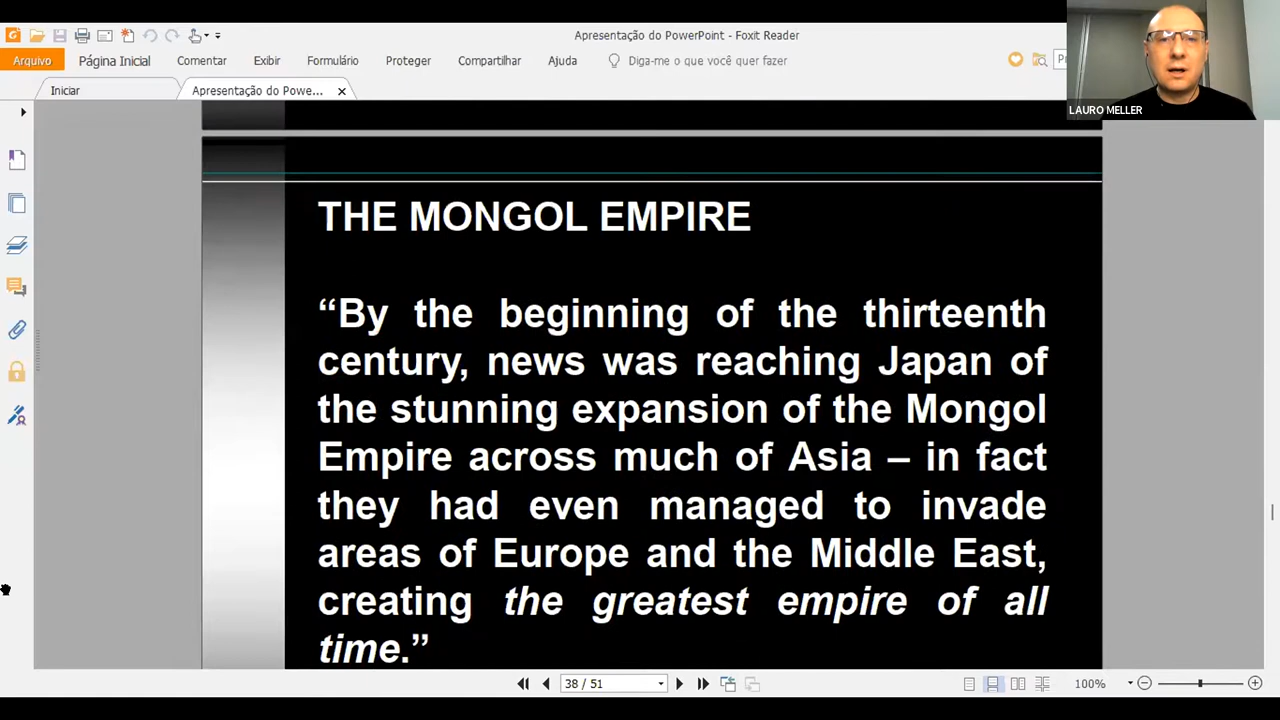 Apresentação do PowerPoint - Foxit Reader
Arquivo Página Inicial Comentar Exibir Formulário Proteger Compartilhar Ajuda Diga-me o que você quer fazer
LAURO MELLER
Iniciar Apresentação do Powe...
THE MONGOL EMPIRE
“By the beginning of the thirteenth
century, news was reaching Japan of
the stunning expansion of the Mongol
Empire across much of Asia – in fact
they had even managed to invade
areas of Europe and the Middle East,
creating the greatest empire of all
time.”
38 / 51 100%